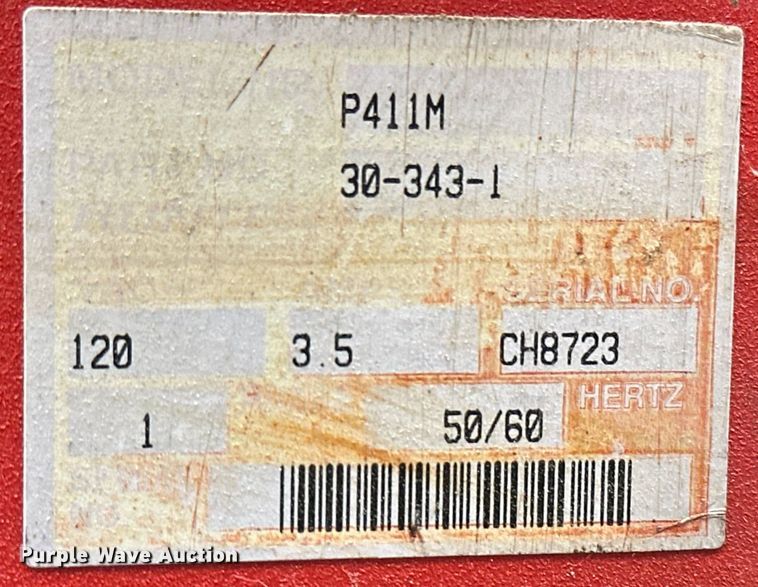 P411M
30-343-1
SERIAL NO.
120 3.5 CH8723
HERTZ
1 50/60
Purple Wave Auction